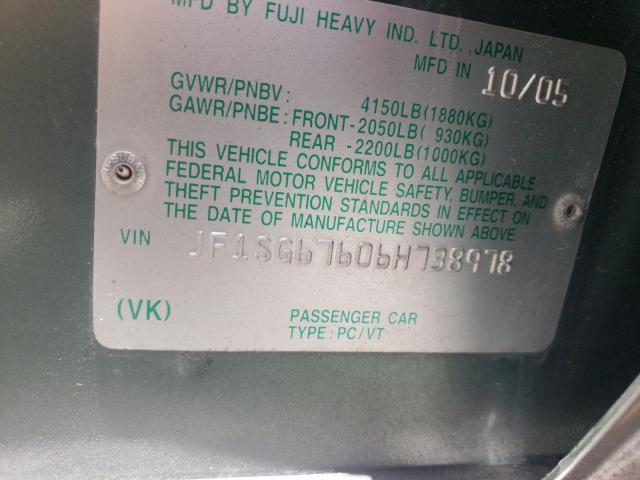 MFD BY FUJI HEAVY IND. LTD., JAPAN
MFD IN 10/05
GVWR/PNBV: 4150LB(1880KG)
GAWR/PNBE: FRONT-2050LB( 930KG)
REAR -2200LB(1000KG)
THIS VEHICLE CONFORMS TO ALL APPLICABLE
FEDERAL MOTOR VEHICLE SAFETY, BUMPER, AND
THEFT PREVENTION STANDARDS IN EFFECT ON
THE DATE OF MANUFACTURE SHOWN ABOVE.
VIN JF1SG67606H738978
(VK) PASSENGER CAR
TYPE: PC/VT